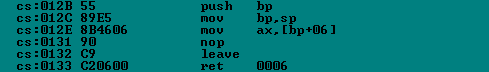 cs:012B 55 push bp
cs:012C 89E5 mov bp,sp
cs:012E 8B4606 mov ax,[bp+06]
cs:0131 90 nop
cs:0132 C9 leave
cs:0133 C20600 ret 0006